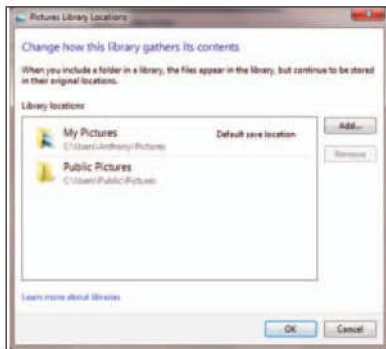 Pictures Library Locations
Change how this library gathers its contents
When you include a folder in a library, the files appear in the library, but continue to be stored
in their original locations.
Library locations
My Pictures Default save location Add...
C:\Users\Anthony\Pictures Remove
Public Pictures
C:\Users\Public\Pictures
Learn more about libraries
OK Cancel